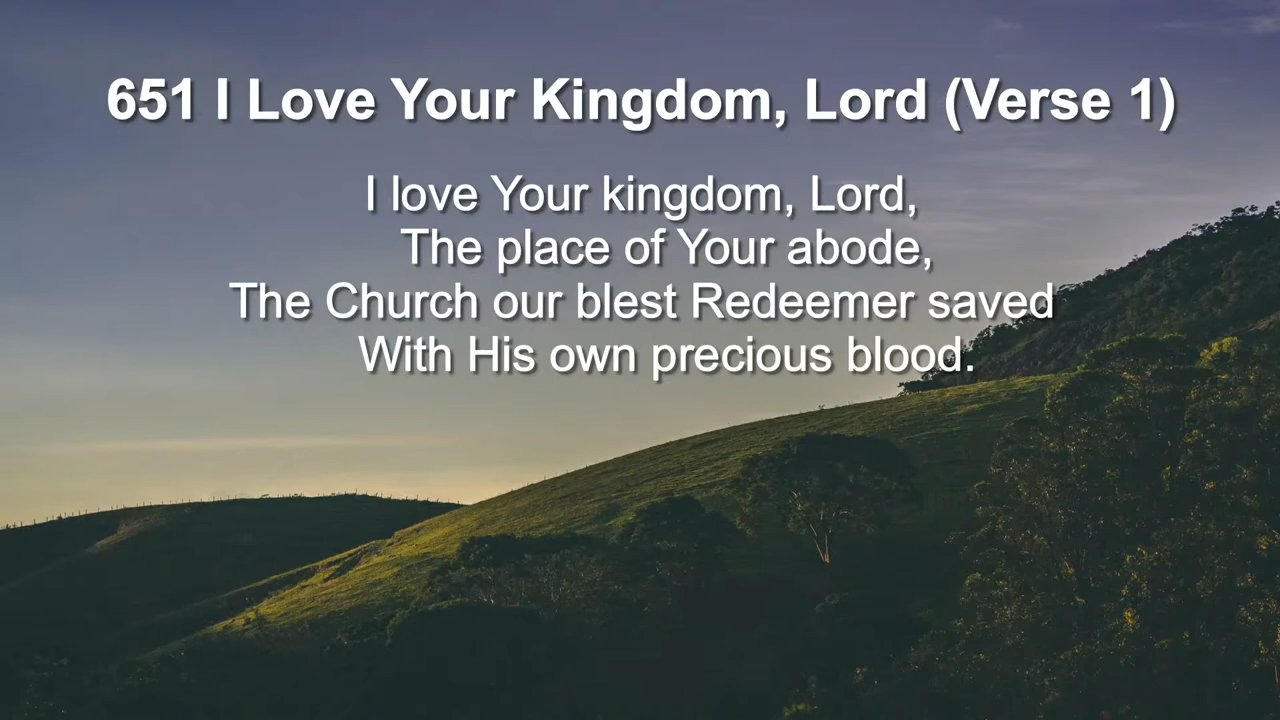 651 I Love Your Kingdom, Lord (Verse 1)
I love Your kingdom, Lord,
The place of Your abode,
The Church our blest Redeemer saved
With His own precious blood.